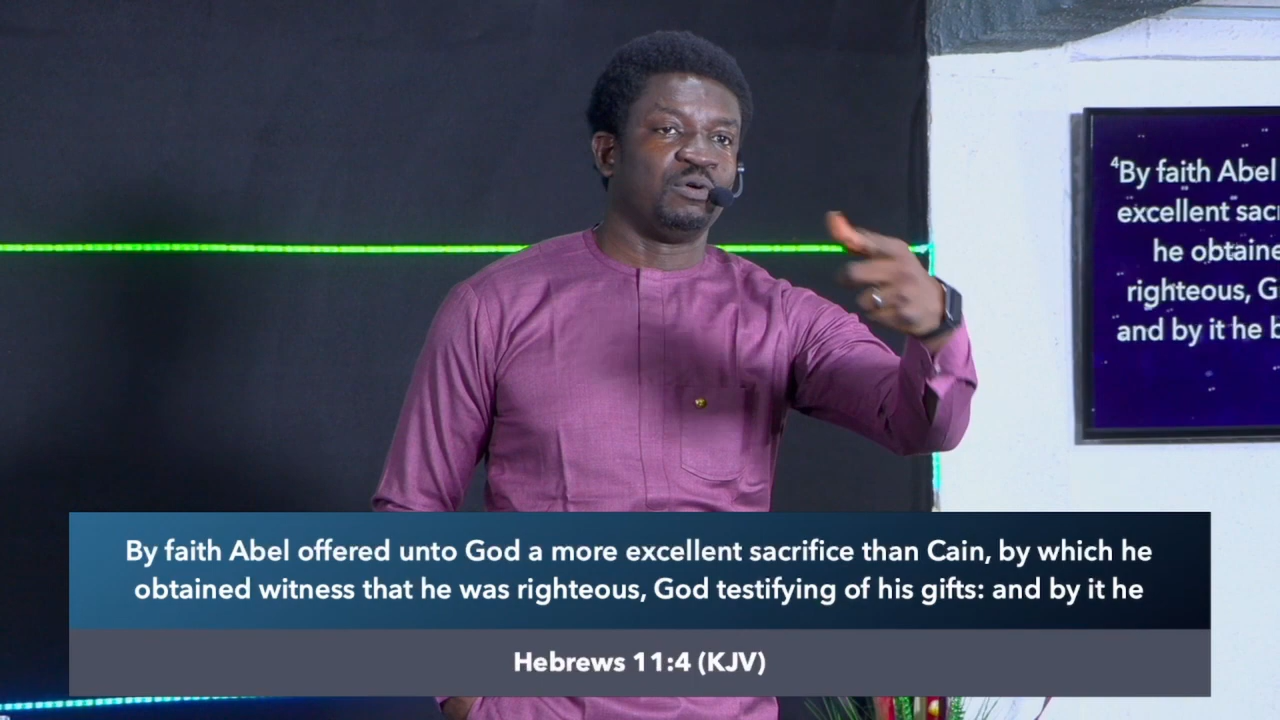 By faith Abel offered unto God a more excellent sacrifice than Cain, by which he
obtained witness that he was righteous, God testifying of his gifts: and by it he
Hebrews 11:4 (KJV)
4By faith Abel
excellent
he
righteous,
and by it he